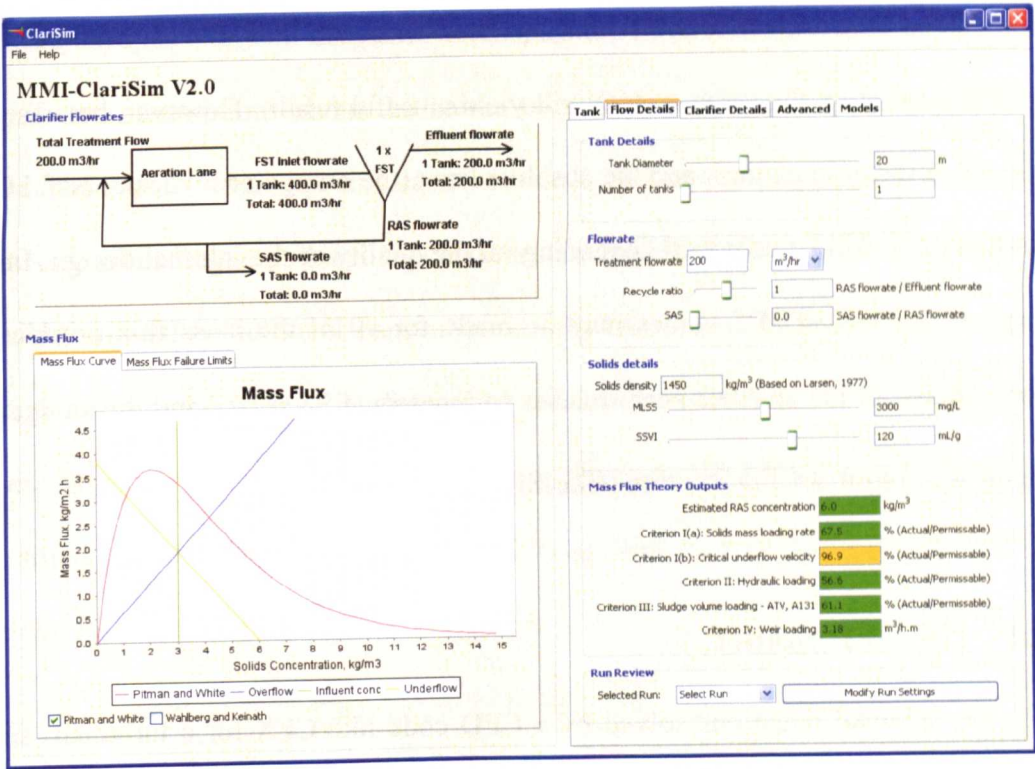 ClariSim
File Help
MMI-ClariSim V2.0
Clarifier Flowrates
Total Treatment Flow
200.0 m3/hr
Aeration Lane
FST Inlet flowrate
1 Tank: 400.0 m3/hr
Total: 400.0 m3/hr
1 x
FST
Effluent flowrate
1 Tank: 200.0 m3/hr
Total: 200.0 m3/hr
RAS flowrate
1 Tank: 200.0 m3/hr
Total: 200.0 m3/hr
SAS flowrate
1 Tank: 0.0 m3/hr
Total: 0.0 m3/hr
Mass Flux
Mass Flux Curve Mass Flux Failure Limits
Mass Flux
Mass Flux, kg/m2 h
4.5
4.0
3.5
3.0
2.5
2.0
1.5
1.0
0.5
0.0
0 1 2 3 4 5 6 7 8 9 10 11 12 13 14 15
Solids Concentration, kg/m3
Pitman and White Overflow Influent conc Underflow
Pitman and White Wahlberg and Keinath
Tank Flow Details Clarifier Details Advanced Models
Tank Details
Tank Diameter 20 m
Number of tanks 1
Flowrate
Treatment flowrate 200 m³/hr
Recycle ratio 1 RAS flowrate / Effluent flowrate
SAS 0.0 SAS flowrate / RAS flowrate
Solids details
Solids density 1450 kg/m³ (Based on Larsen, 1977)
MLSS 3000 mg/L
SSVI 120 mL/g
Mass Flux Theory Outputs
Estimated RAS concentration 6.0 kg/m³
Criterion I(a): Solids mass loading rate 67.5 % (Actual/Permissable)
Criterion I(b): Critical underflow velocity 96.9 % (Actual/Permissable)
Criterion II: Hydraulic loading 56.6 % (Actual/Permissable)
Criterion III: Sludge volume loading - ATV, A131 61.1 % (Actual/Permissable)
Criterion IV: Weir loading 3.18 m³/h.m
Run Review
Selected Run: Select Run Modify Run Settings